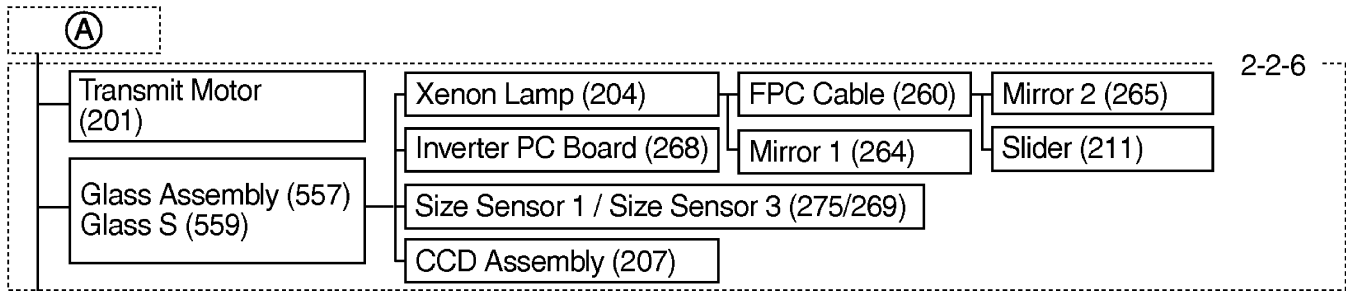 A
2-2-6
Transmit Motor
(201)
Xenon Lamp (204)
FPC Cable (260)
Mirror 2 (265)
Inverter PC Board (268)
Mirror 1 (264)
Slider (211)
Glass Assembly (557)
Glass S (559)
Size Sensor 1 / Size Sensor 3 (275/269)
CCD Assembly (207)